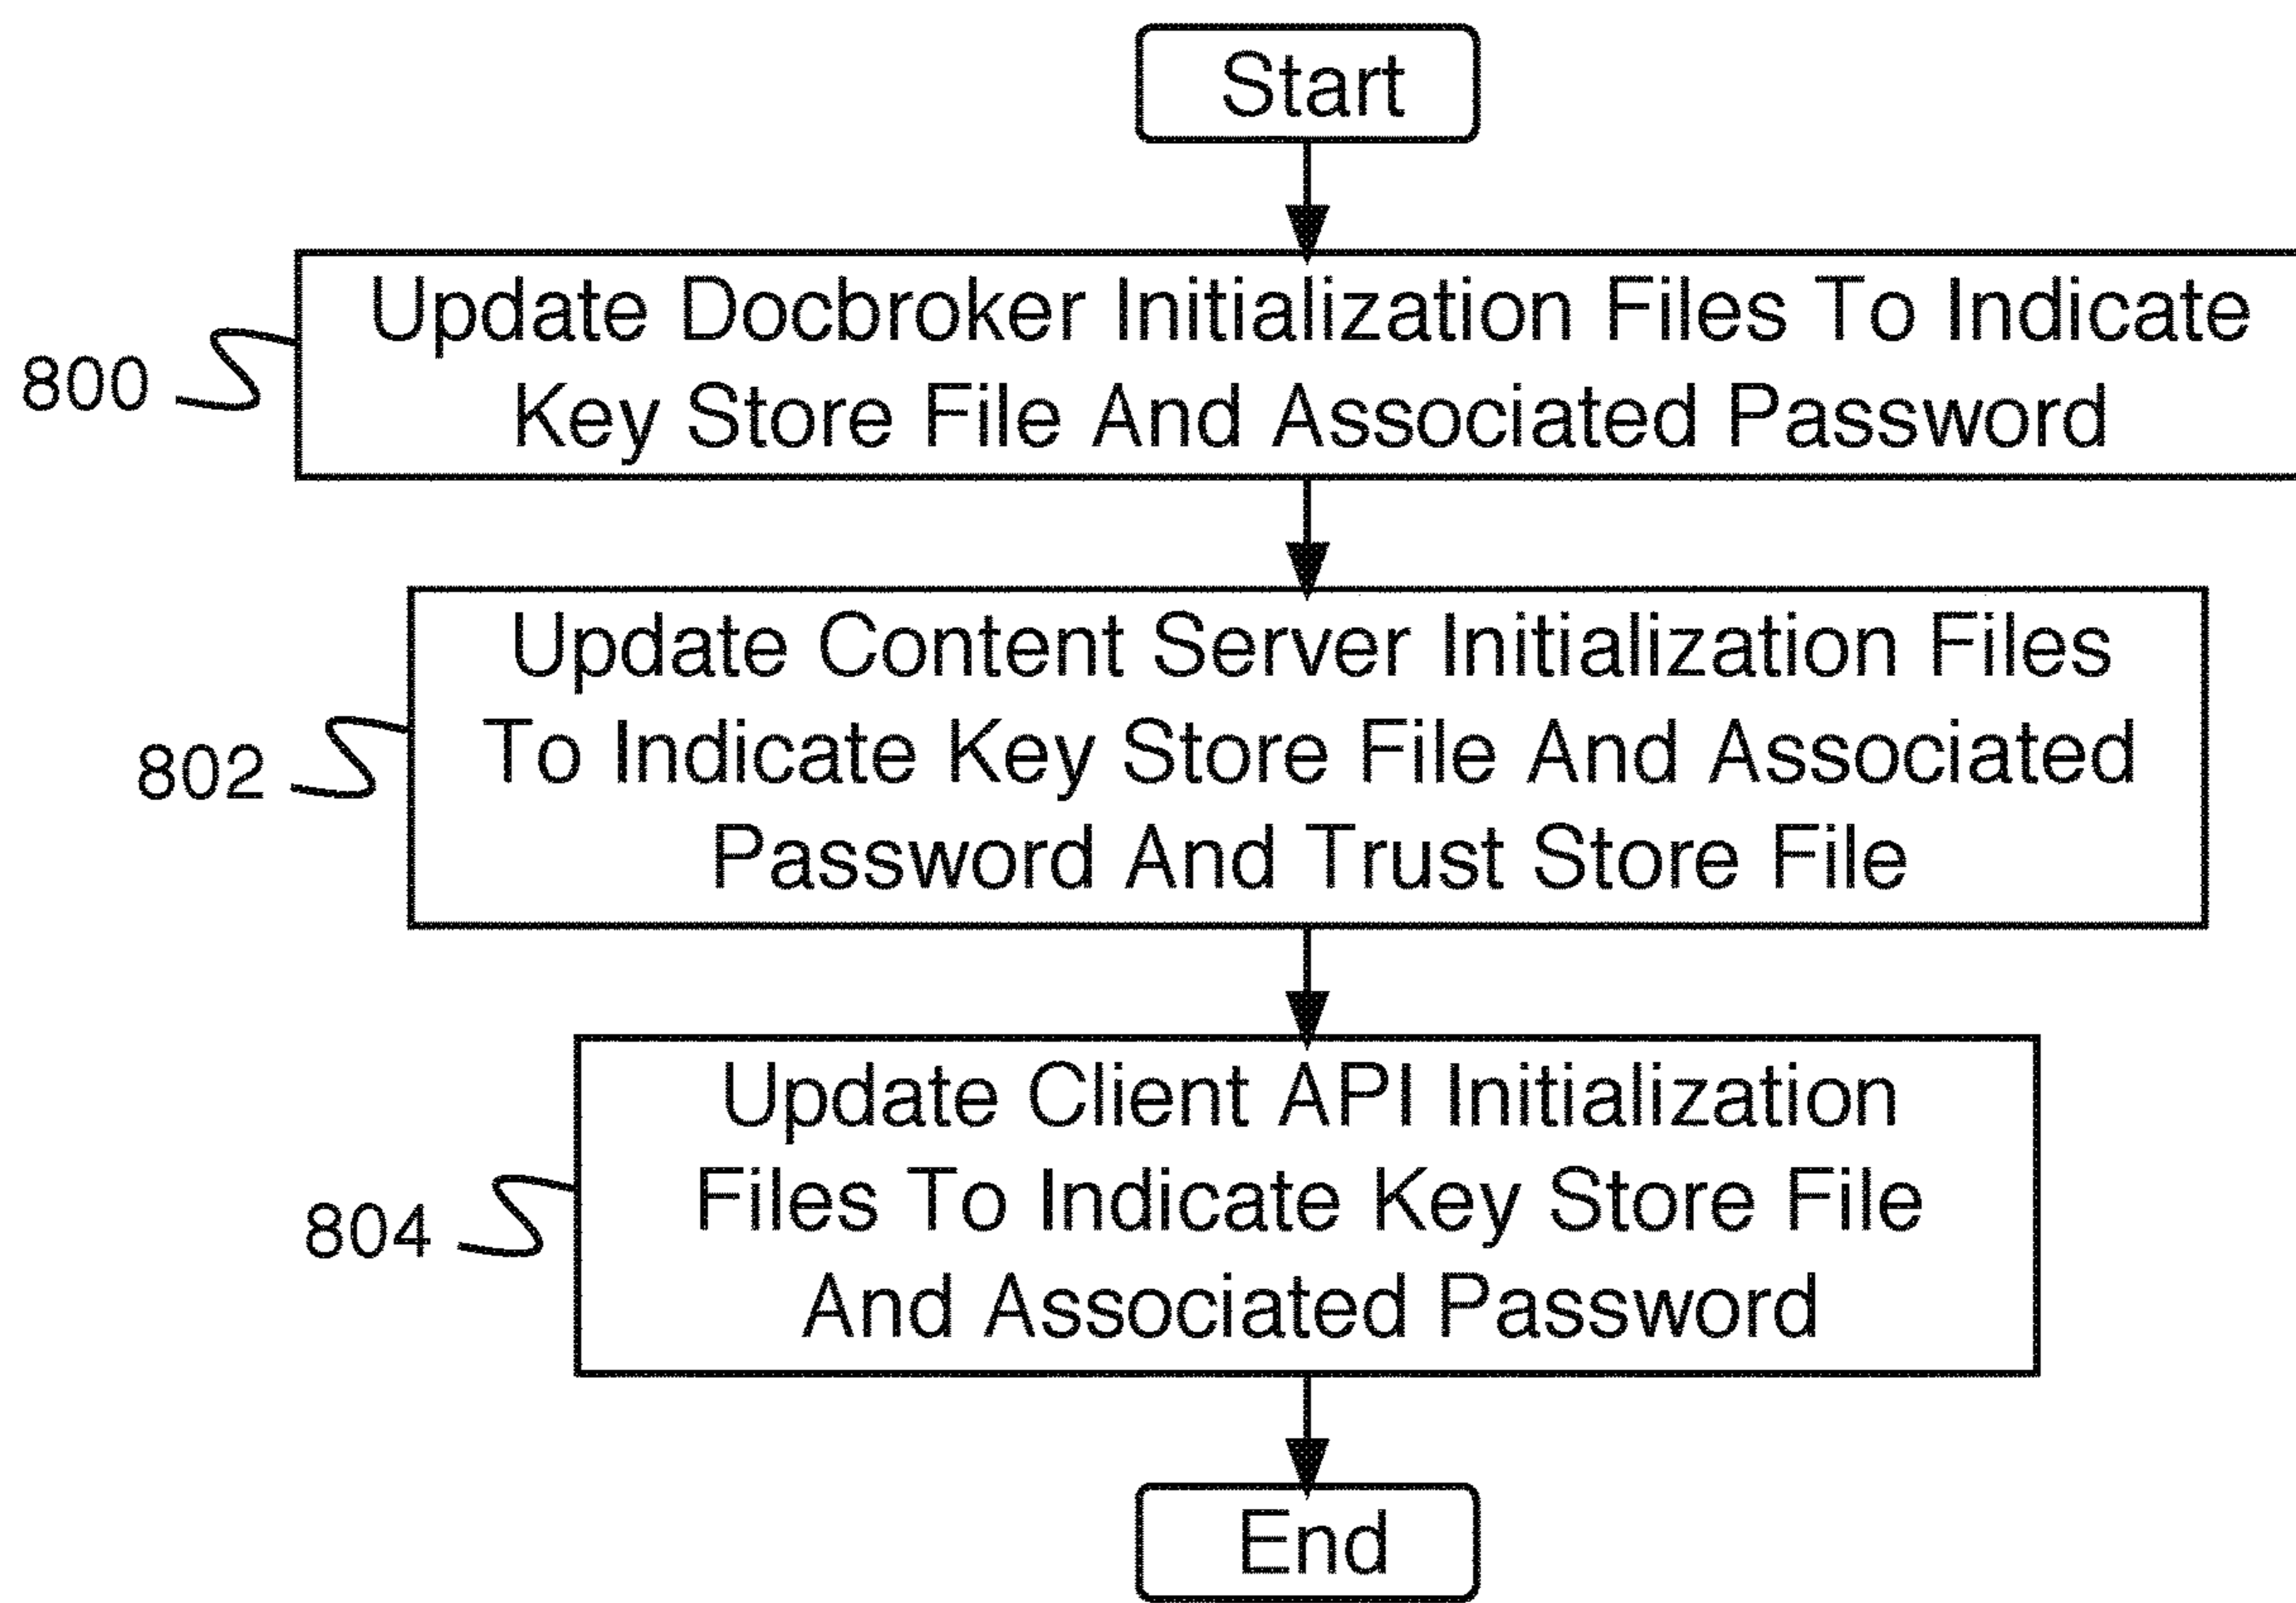 Start
Update Docbroker Initialization Files To Indicate
Key Store File And Associated Password
800
Update Content Server Initialization Files
To Indicate Key Store File And Associated
Password And Trust Store File
802
Update Client API Initialization
Files To Indicate Key Store File
And Associated Password
804
End